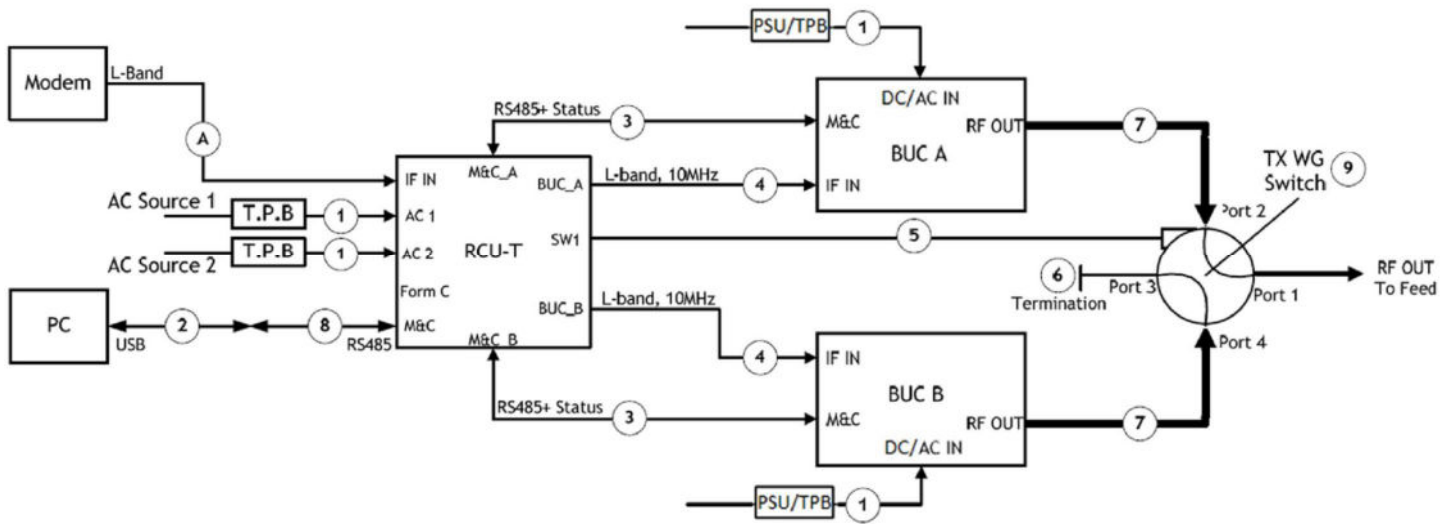 PSU/TPB
1
Modem
L-Band
A
RS485+ Status
3
DC/AC IN
M&C
RF OUT
BUC A
IF IN
7
TX WG
Switch
9
M&C_A
IF IN
BUC_A
L-band, 10MHz
4
AC Source 1
T.P.B
1
AC 1
Port 2
RCU-T
SW1
5
AC Source 2
T.P.B
1
AC 2
6
Termination
Port 3
Port 1
RF OUT
To Feed
Form C
BUC_B
L-band, 10MHz
PC
USB
2
8
RS485
M&C
M&C_B
Port 4
4
IF IN
BUC B
RS485+ Status
3
M&C
RF OUT
7
DC/AC IN
PSU/TPB
1